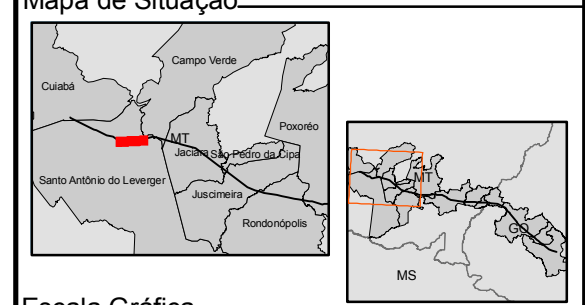 Mapa de Situação
Campo Verde
Cuiabá
Poxoréo
MT
Jaciara São Pedro da Cipa
Santo Antônio do Leverger
Juscimeira
Rondonópolis
MT
GO
MS
Escala Gráfica